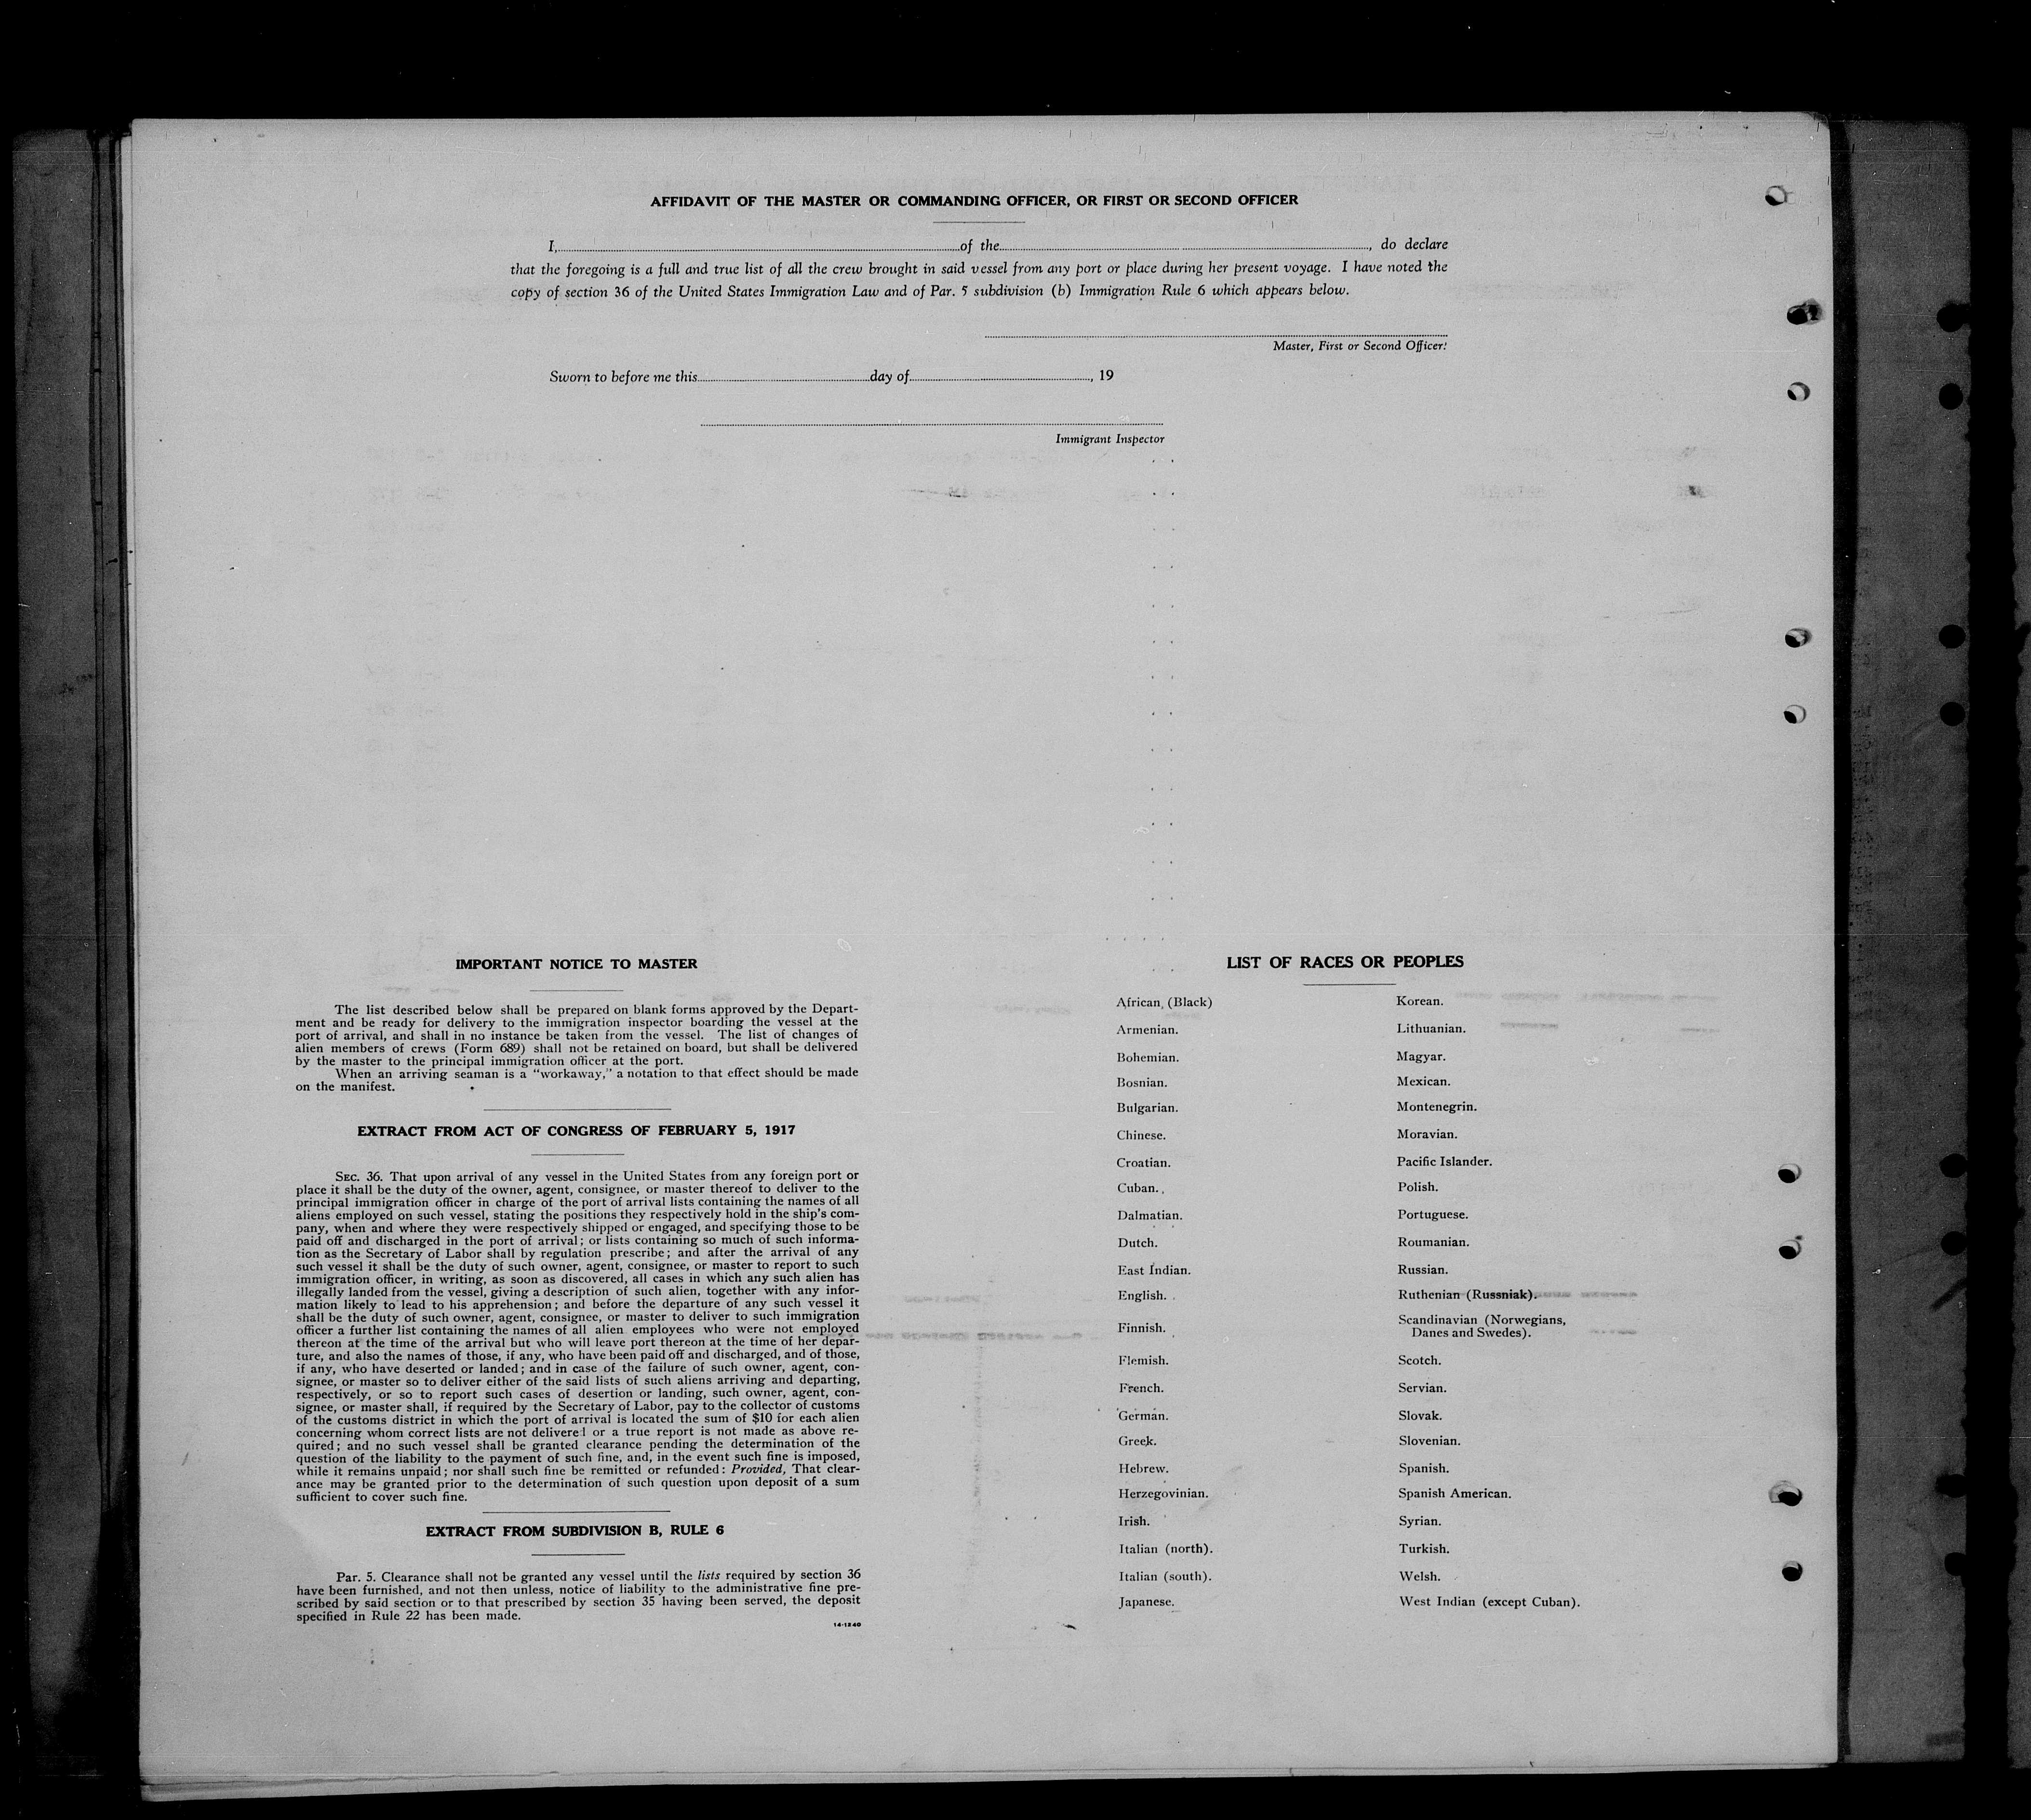 AFFIDAVIT OF THE MASTER OR COMMANDING OFFICER, OR FIRST OR SECOND OFFICER
I, of the , do declare
that the foregoing is a full and true list of all the crew brought in said vessel from any port or place during her present voyage. I have noted the
copy of section 36 of the United States Immigration Law and of Par. 5 subdivision (b) Immigration Rule 6 which appears below.
Master, First or Second Officer.
Sworn to before me this day of , 19
Immigrant Inspector
IMPORTANT NOTICE TO MASTER
The list described below shall be prepared on blank forms approved by the Depart-
ment and be ready for delivery to the immigration inspector boarding the vessel at the
port of arrival, and shall in no instance be taken from the vessel. The list of changes of
alien members of crews (Form 689) shall not be retained on board, but shall be delivered
by the master to the principal immigration officer at the port.
When an arriving seaman is a "workaway," a notation to that effect should be made
on the manifest.
EXTRACT FROM ACT OF CONGRESS OF FEBRUARY 5, 1917
SEC. 36. That upon arrival of any vessel in the United States from any foreign port or
place it shall be the duty of the owner, agent, consignee, or master thereof to deliver to the
principal immigration officer in charge of the port of arrival lists containing the names of all
aliens employed on such vessel, stating the positions they respectively hold in the ship's com-
pany, when and where they were respectively shipped or engaged, and specifying those to be
paid off and discharged in the port of arrival; or lists containing so much of such informa-
tion as the Secretary of Labor shall by regulation prescribe; and after the arrival of any
such vessel it shall be the duty of such owner, agent, consignee, or master to report to such
immigration officer, in writing, as soon as discovered, all cases in which any such alien has
illegally landed from the vessel, giving a description of such alien, together with any infor-
mation likely to lead to his apprehension; and before the departure of any such vessel it
shall be the duty of such owner, agent, consignee, or master to deliver to such immigration
officer a further list containing the names of all alien employees who were not employed
thereon at the time of the arrival but who will leave port thereon at the time of her depar-
ture, and also the names of those, if any, who have been paid off and discharged, and of those,
if any, who have deserted or landed; and in case of the failure of such owner, agent, con-
signee, or master so to deliver either of the said lists of such aliens arriving and departing,
respectively, or so to report such cases of desertion or landing, such owner, agent, con-
signee, or master shall, if required by the Secretary of Labor, pay to the collector of customs
of the customs district in which the port of arrival is located the sum of $10 for each alien
concerning whom correct lists are not delivered or a true report is not made as above re-
quired; and no such vessel shall be granted clearance pending the determination of the
question of the liability to the payment of such fine, and, in the event such fine is imposed,
while it remains unpaid; nor shall such fine be remitted or refunded: Provided, That clear-
ance may be granted prior to the determination of such question upon deposit of a sum
sufficient to cover such fine.
EXTRACT FROM SUBDIVISION B, RULE 6
Par. 5. Clearance shall not be granted any vessel until the lists required by section 36
have been furnished, and not then unless, notice of liability to the administrative fine pre-
scribed by said section or to that prescribed by section 35 having been served, the deposit
specified in Rule 22 has been made.
14-1240
LIST OF RACES OR PEOPLES
African (Black)
Armenian.
Bohemian.
Bosnian.
Bulgarian.
Chinese.
Croatian.
Cuban.
Dalmatian.
Dutch.
East Indian.
English.
Finnish.
Flemish.
French.
German.
Greek.
Hebrew.
Herzegovinian.
Irish.
Italian (north).
Italian (south).
Japanese.
Korean.
Lithuanian.
Magyar.
Mexican.
Montenegrin.
Moravian.
Pacific Islander.
Polish.
Portuguese.
Roumanian.
Russian.
Ruthenian (Russniak).
Scandinavian (Norwegians,
Danes and Swedes).
Scotch.
Servian.
Slovak.
Slovenian.
Spanish.
Spanish American.
Syrian.
Turkish.
Welsh.
West Indian (except Cuban).